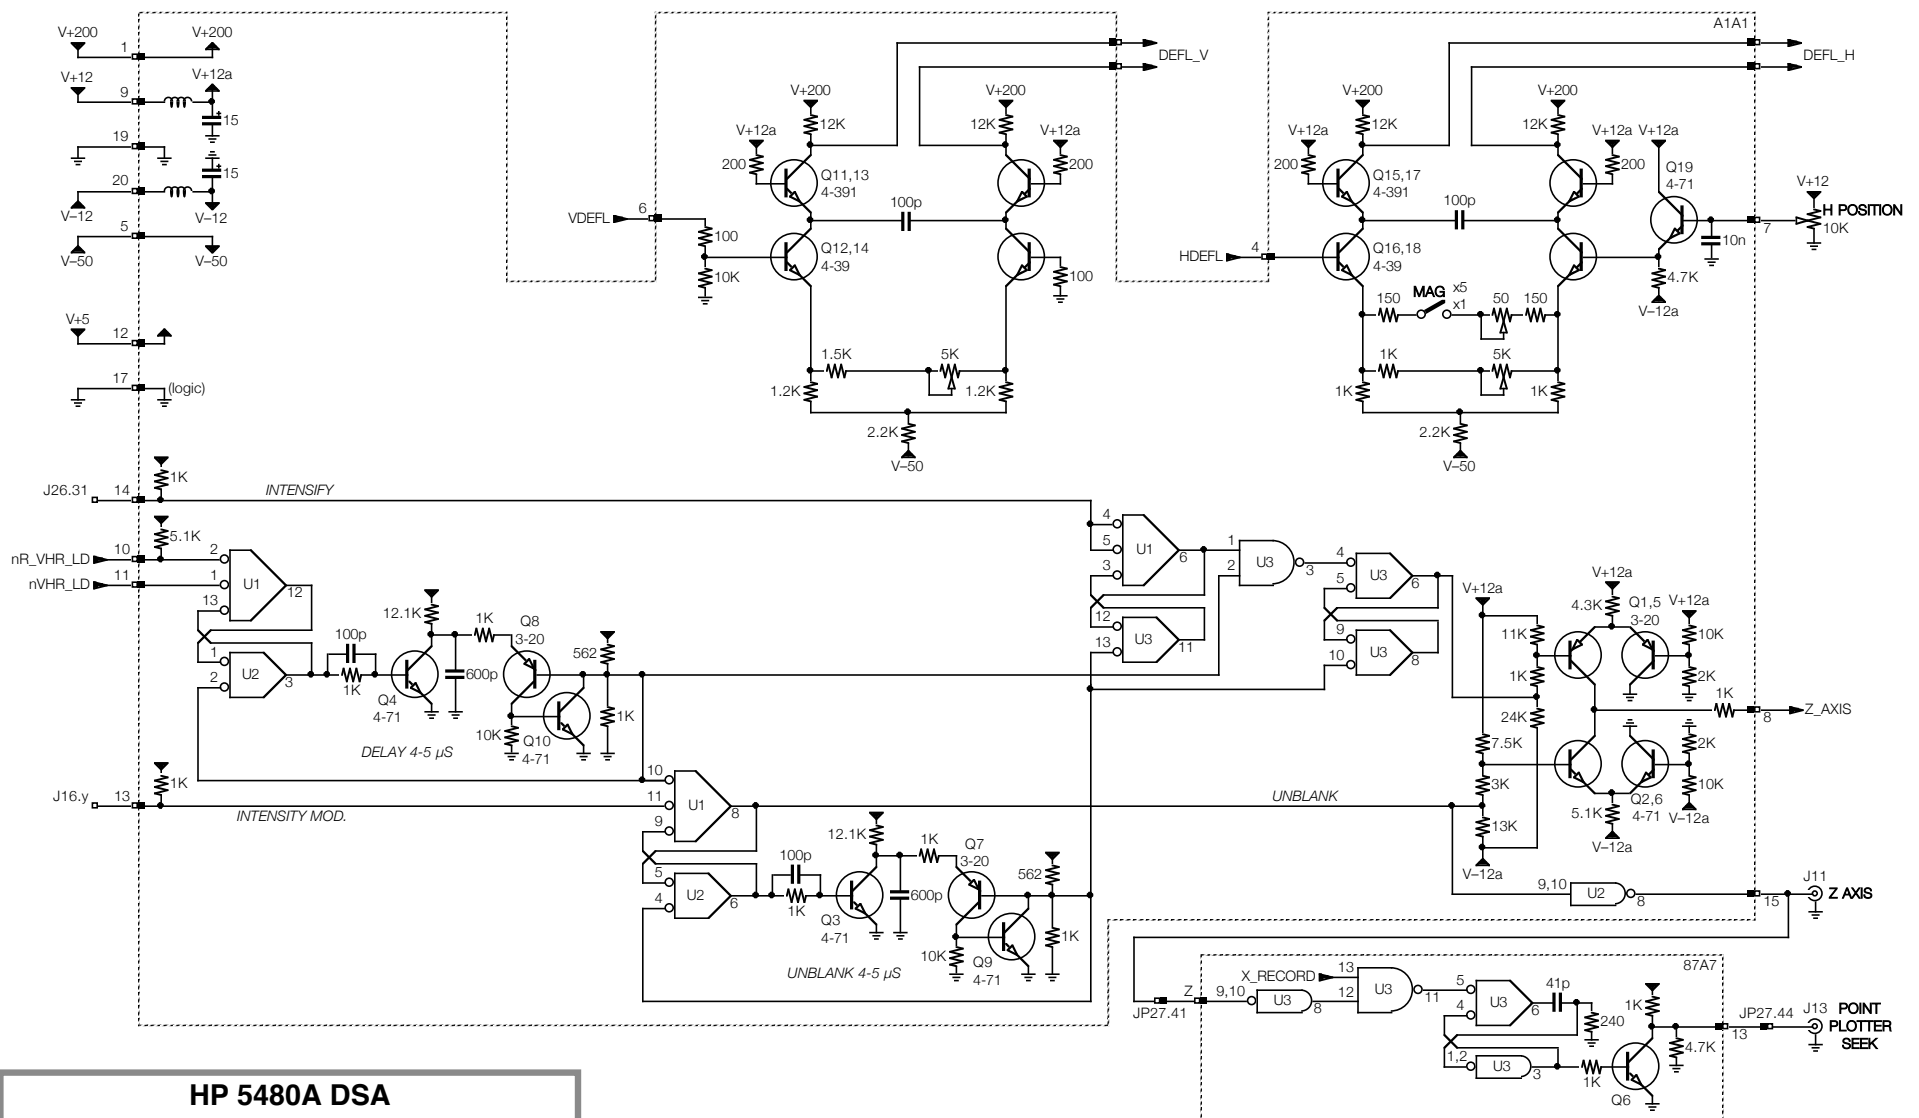 A1A1
V+200
V+200
1
V+12
V+12a
9
15
19
20
15
V–12
V–12
5
V–50
V–50
V+5
12
17
(logic)
DEFL_V
V+200
V+200
V+12a
12K
12K
V+12a
200
200
Q11,13
4-391
100p
VDEFL
6
100
Q12,14
4-39
10K
100
1.5K
5K
1.2K
1.2K
2.2K
V–50
DEFL_H
V+200
V+200
V+12a
12K
12K
V+12a
V+12a
200
200
Q15,17
4-391
100p
Q19
4-71
V+12
H POSITION
10K
7
10n
HDEFL
4
Q16,18
4-39
4.7K
V–12a
150
MAG
x5
x1
50
150
1K
5K
1K
1K
2.2K
V–50
J26.31
14
1K
INTENSIFY
5.1K
nR_VHR_LD
10
nVHR_LD
11
2
1
13
U1
12
1
2
U2
3
100p
1K
12.1K
Q4
4-71
1K
600p
Q8
3-20
562
10K
Q10
4-71
1K
DELAY 4-5 µS
J16.y
13
1K
INTENSITY MOD.
10
11
9
U1
8
5
4
U2
6
100p
1K
12.1K
Q3
4-71
1K
600p
Q7
3-20
562
10K
Q9
4-71
1K
UNBLANK 4-5 µS
4
5
3
U1
6
12
13
U3
11
1
2
U3
3
4
5
U3
6
9
10
U3
8
UNBLANK
V+12a
11K
1K
24K
7.5K
3K
13K
V–12a
V+12a
4.3K
Q1,5
3-20
V+12a
10K
2K
1K
8
Z_AXIS
2K
10K
5.1K
Q2,6
4-71
V–12a
V–12a
9,10
U2
8
15
J11
Z AXIS
87A7
X_RECORD
13
12
U3
11
Z
JP27.41
9,10
U3
8
5
4
U3
6
41p
240
1,2
U3
3
1K
1K
Q6
4.7K
13
JP27.44
J13
POINT
PLOTTER
SEEK
HP 5480A DSA